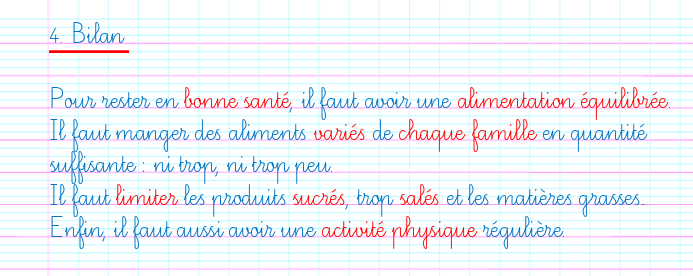 4. Bilan
Pour rester en bonne santé, il faut avoir une alimentation équilibrée.
Il faut manger des aliments variés de chaque famille en quantité
suffisante : ni trop, ni trop peu.
Il faut limiter les produits sucrés, trop salés et les matières grasses.
Enfin, il faut aussi avoir une activité physique régulière.